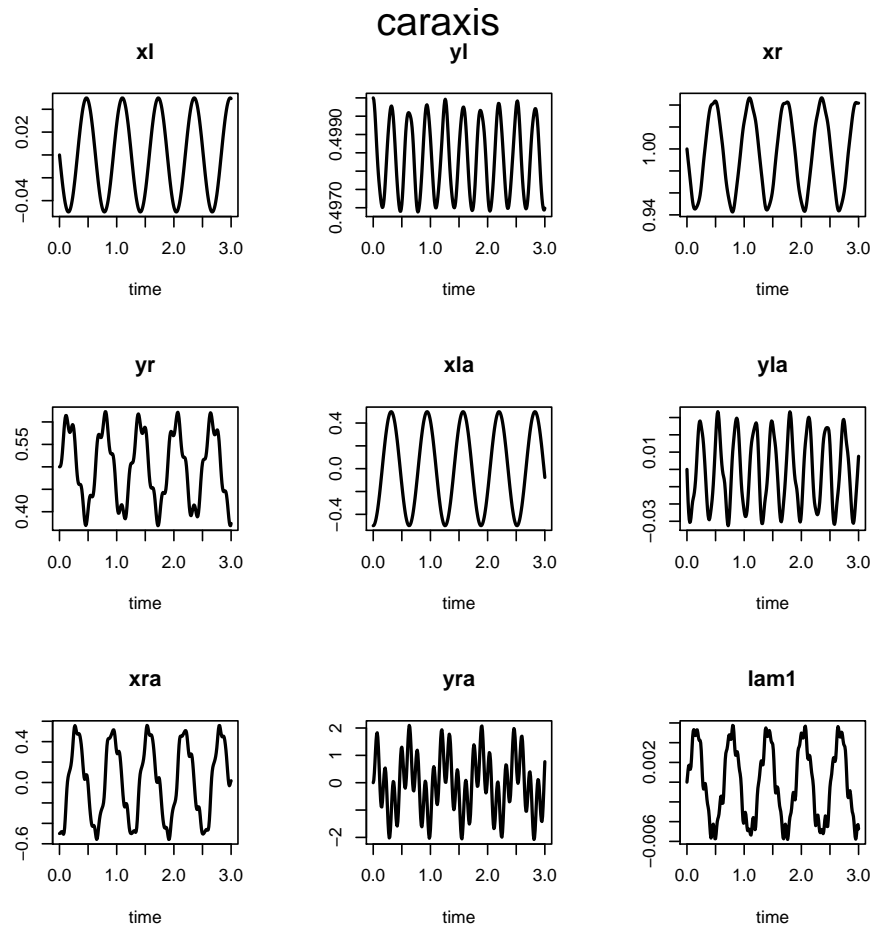 caraxis
xl
yl
xr
0.02
−0.04
0.0 1.0 2.0 3.0
time
0.4990
0.4970
0.0 1.0 2.0 3.0
time
1.00
0.94
0.0 1.0 2.0 3.0
time
yr
xla
yla
0.55
0.40
0.0 1.0 2.0 3.0
time
0.4
0.0
−0.4
0.0 1.0 2.0 3.0
time
0.01
−0.03
0.0 1.0 2.0 3.0
time
xra
yra
lam1
0.4
0.0
−0.6
0.0 1.0 2.0 3.0
time
2
1
0
−2
0.0 1.0 2.0 3.0
time
0.002
−0.006
0.0 1.0 2.0 3.0
time